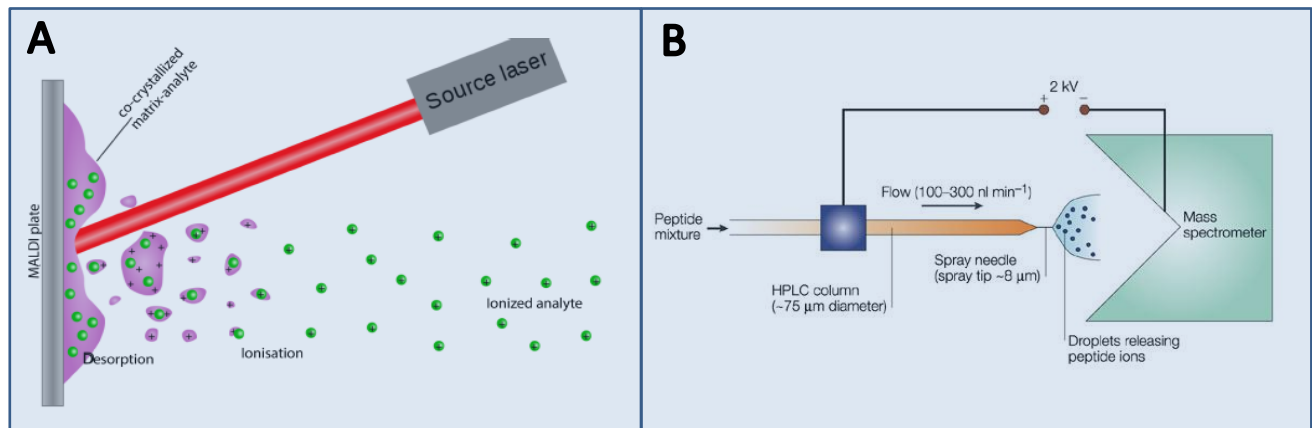 A
co-crystallized
matrix-analyte
Source laser
MALDI plate
Desorption
Ionisation
Ionized analyte
B
2 kV
+ −
Flow (100–300 nl min⁻¹)
Peptide
mixture
Mass
spectrometer
Spray needle
(spray tip ~8 μm)
HPLC column
(~75 μm diameter)
Droplets releasing
peptide ions